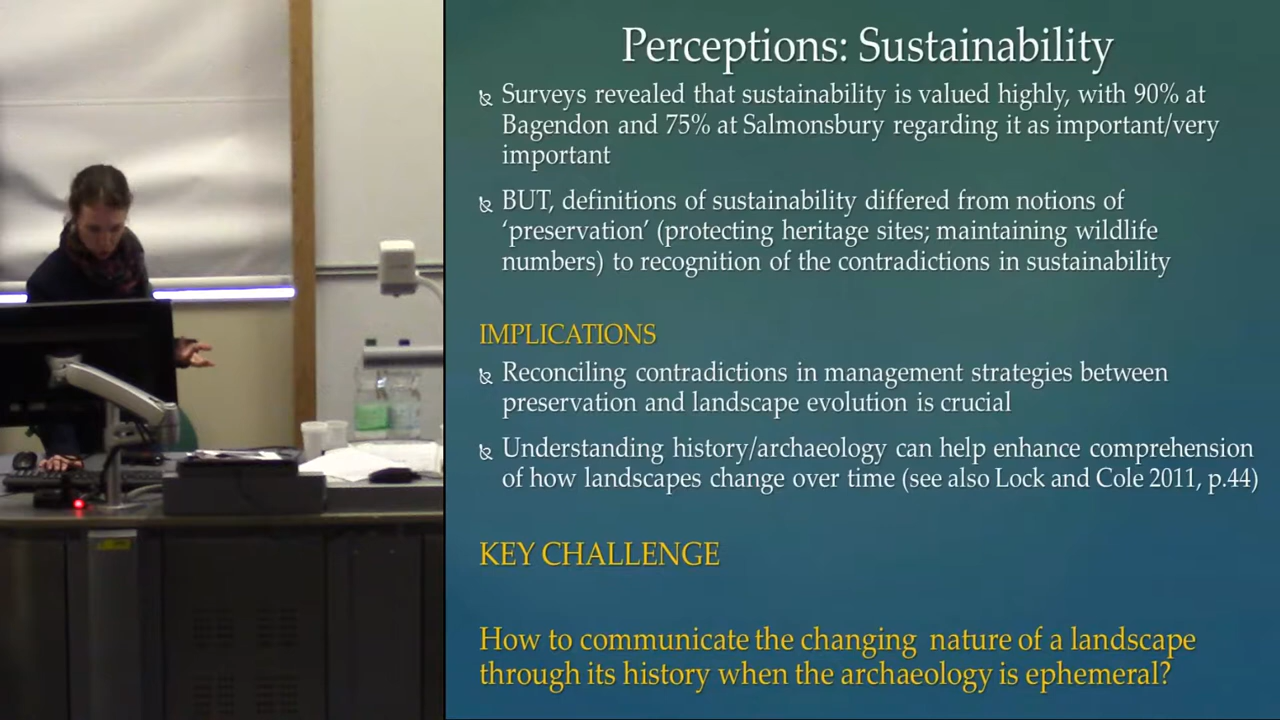 Perceptions: Sustainability
Surveys revealed that sustainability is valued highly, with 90% at
Bagendon and 75% at Salmonsbury regarding it as important/very
important
BUT, definitions of sustainability differed from notions of
‘preservation’ (protecting heritage sites; maintaining wildlife
numbers) to recognition of the contradictions in sustainability
IMPLICATIONS
Reconciling contradictions in management strategies between
preservation and landscape evolution is crucial
Understanding history/archaeology can help enhance comprehension
of how landscapes change over time (see also Lock and Cole 2011, p.44)
KEY CHALLENGE
How to communicate the changing nature of a landscape
through its history when the archaeology is ephemeral?